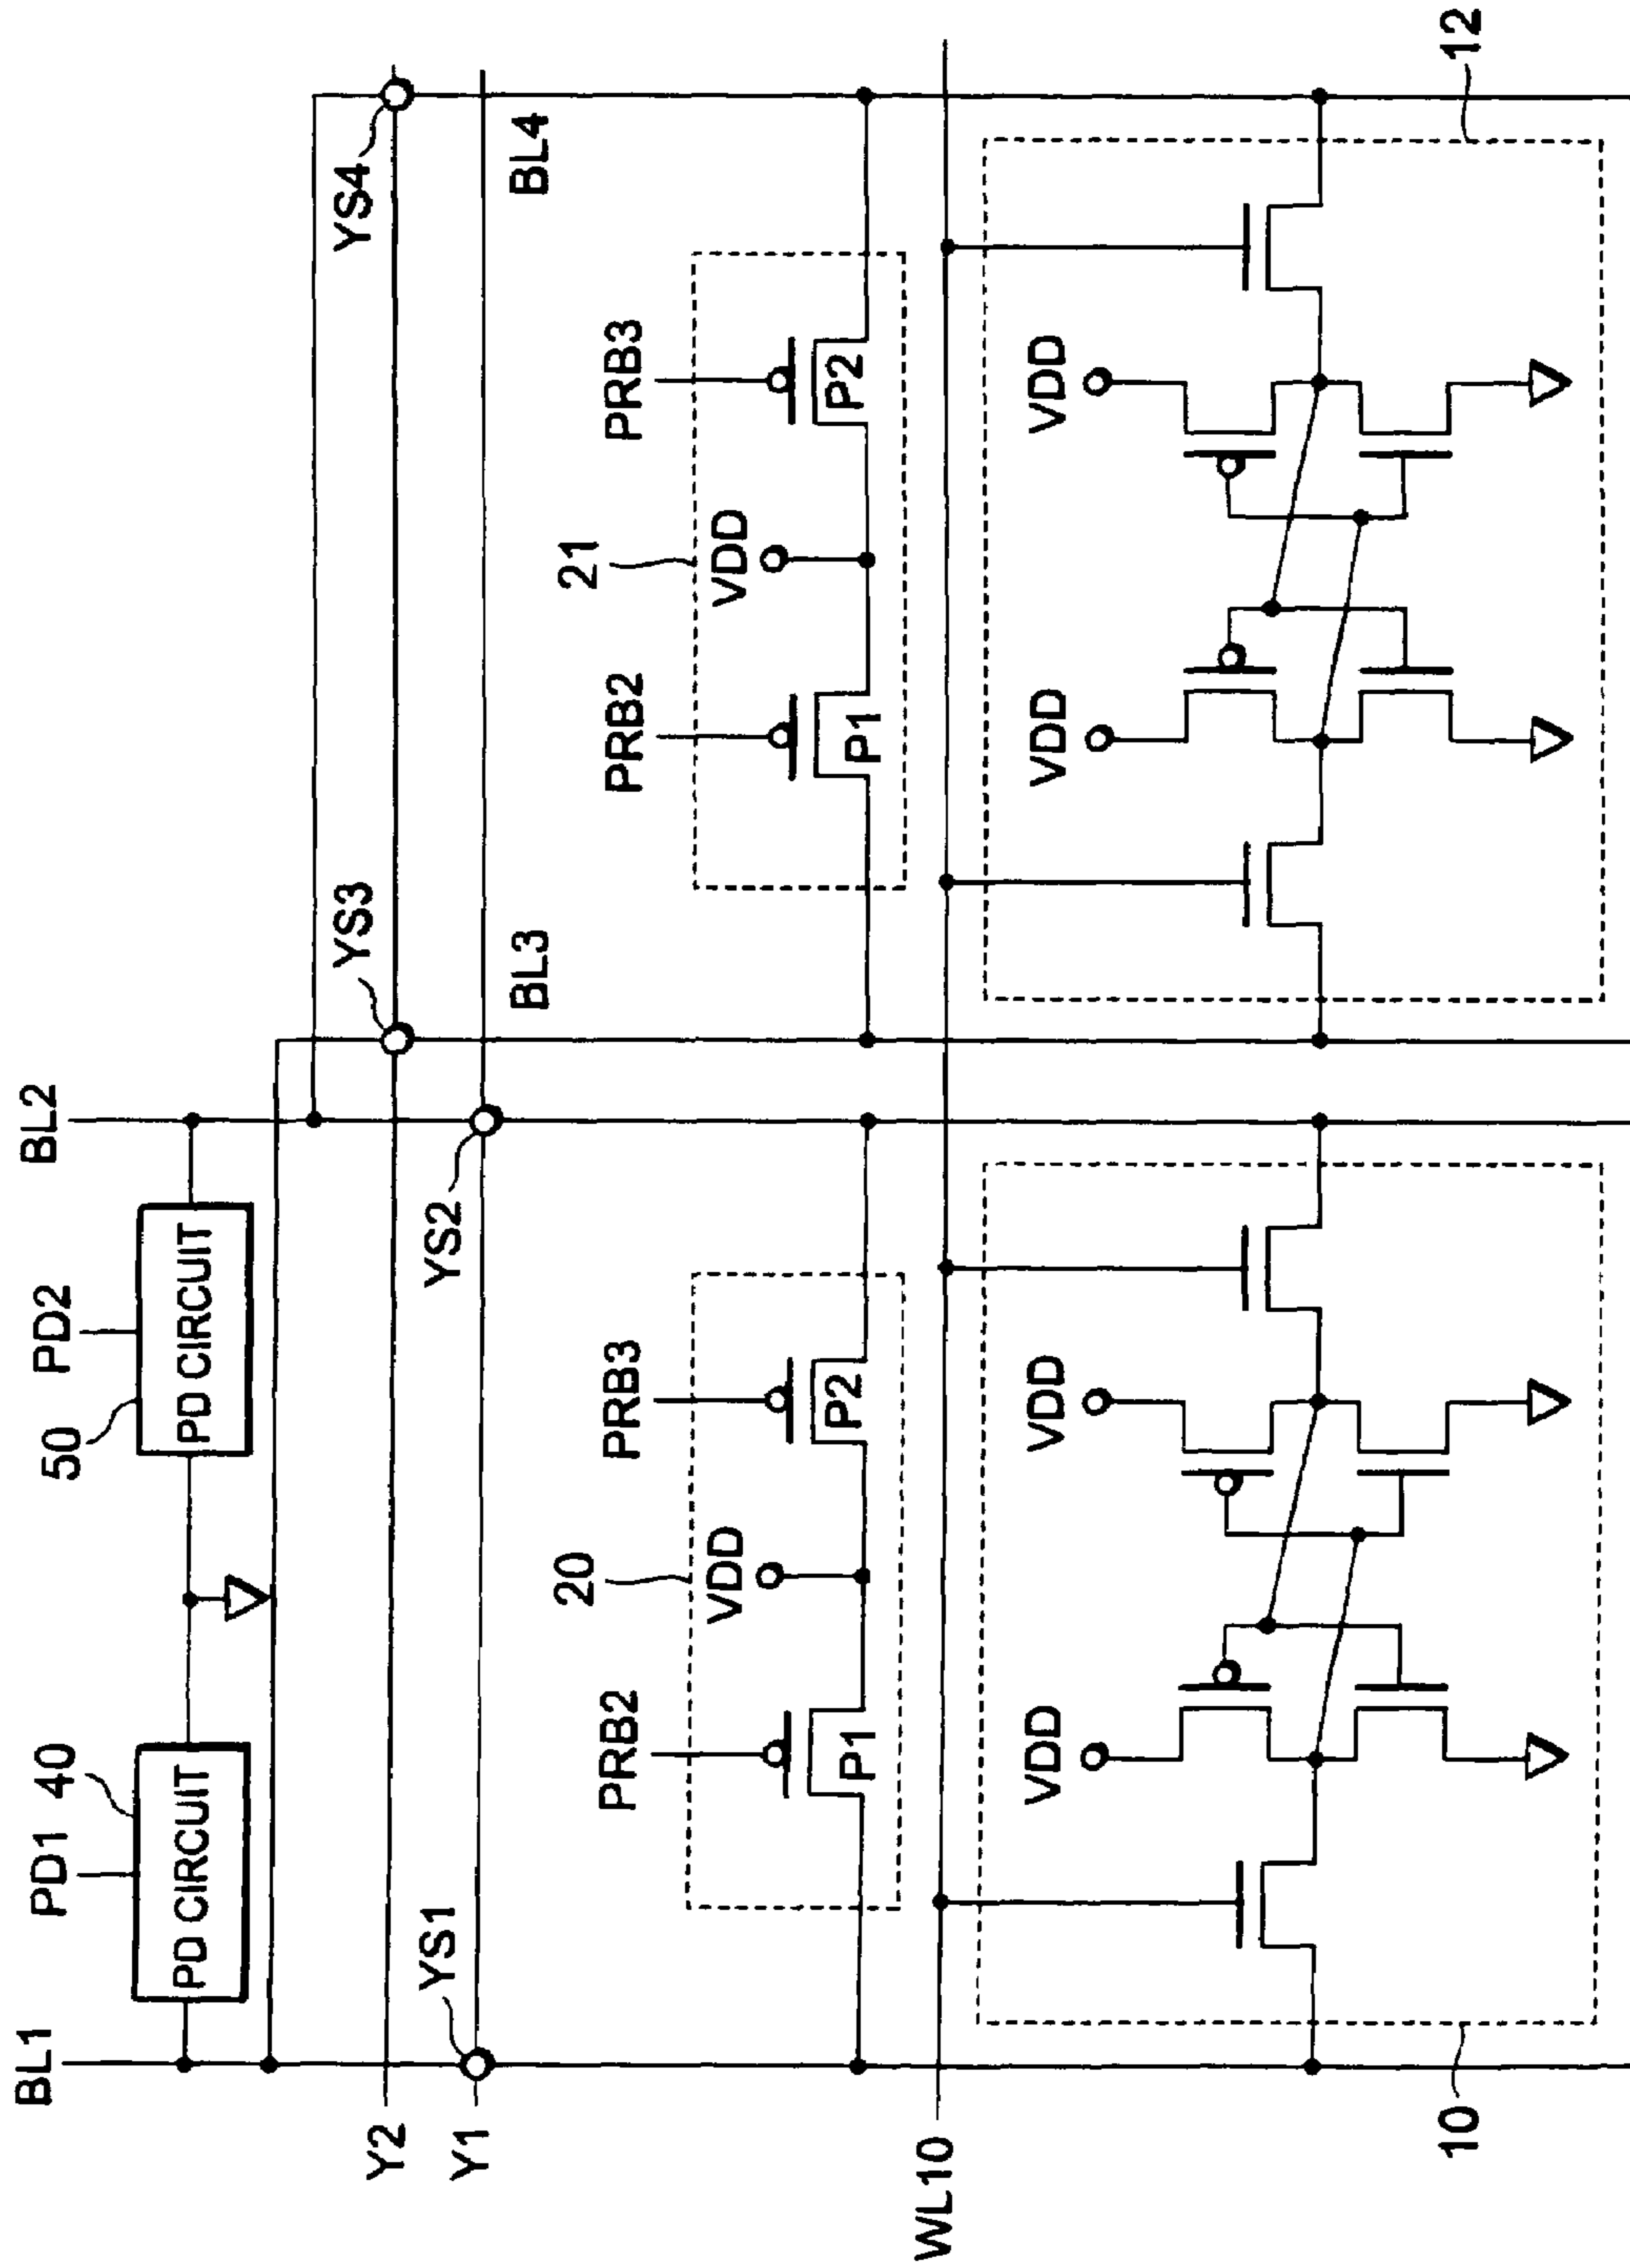 BL1
PD1
40
PD CIRCUIT
50
PD2
PD CIRCUIT
BL2
Y2
Y1
YS1
YS2
YS3
YS4
BL3
BL4
20
21
PRB2
VDD
PRB3
PRB2
VDD
PRB3
P1
P2
P1
P2
WL10
VDD
VDD
VDD
VDD
10
12